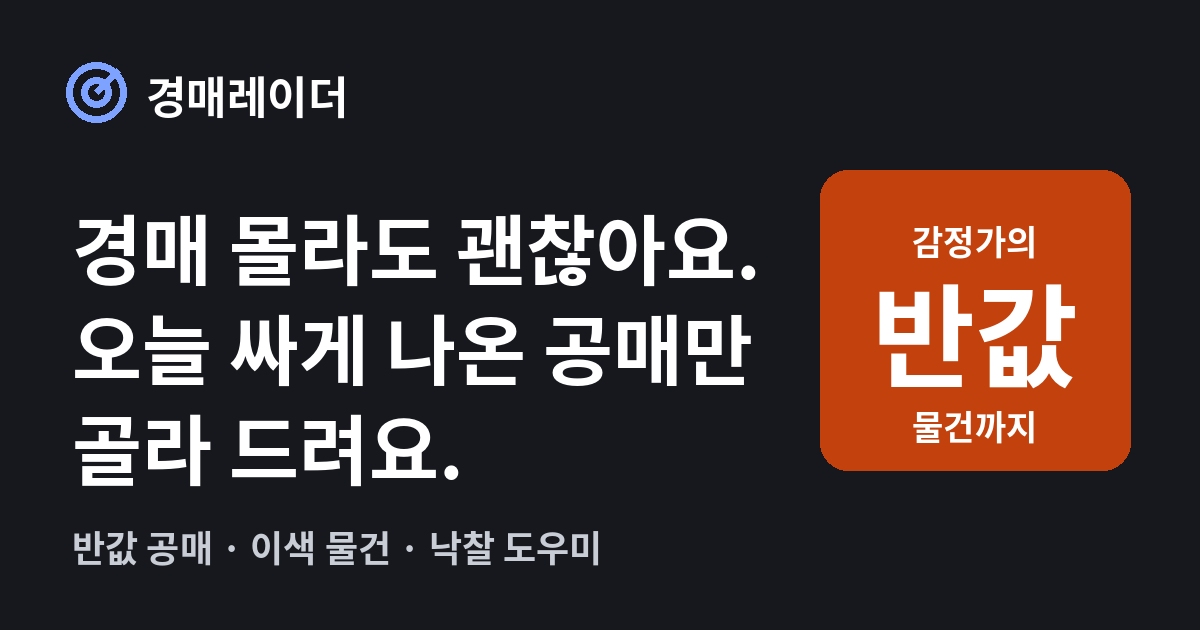 경매레이더
경매 몰라도 괜찮아요.
오늘 싸게 나온 공매만
골라 드려요.
반값 공매 · 이색 물건 · 낙찰 도우미
감정가의
반값
물건까지